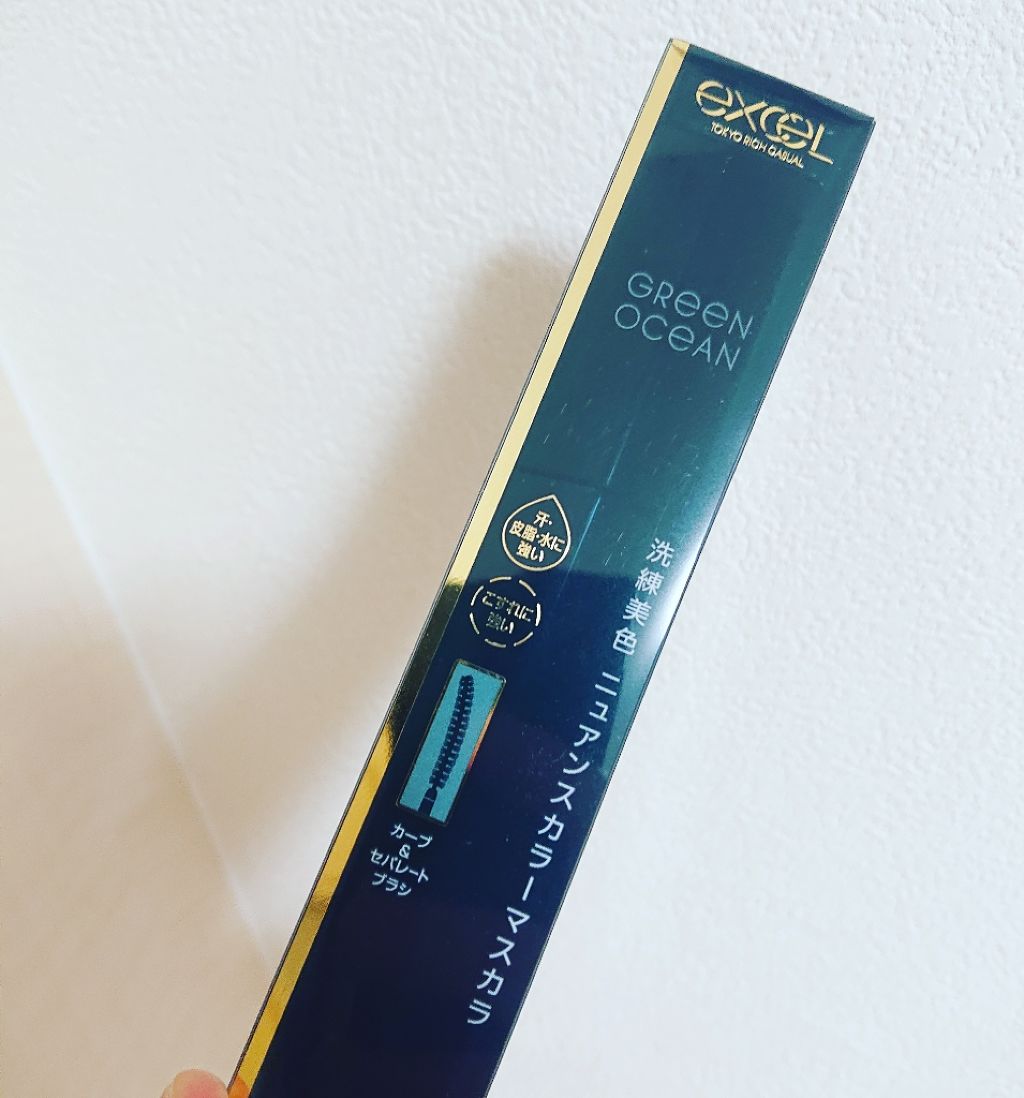 excel
TOKYO RICH CASUAL
GREEN
OCEAN
汗・
皮脂・水に
強い
こすれに
強い
洗練美色 ニュアンスカラーマスカラ
カーブ
&
セパレート
ブラシ